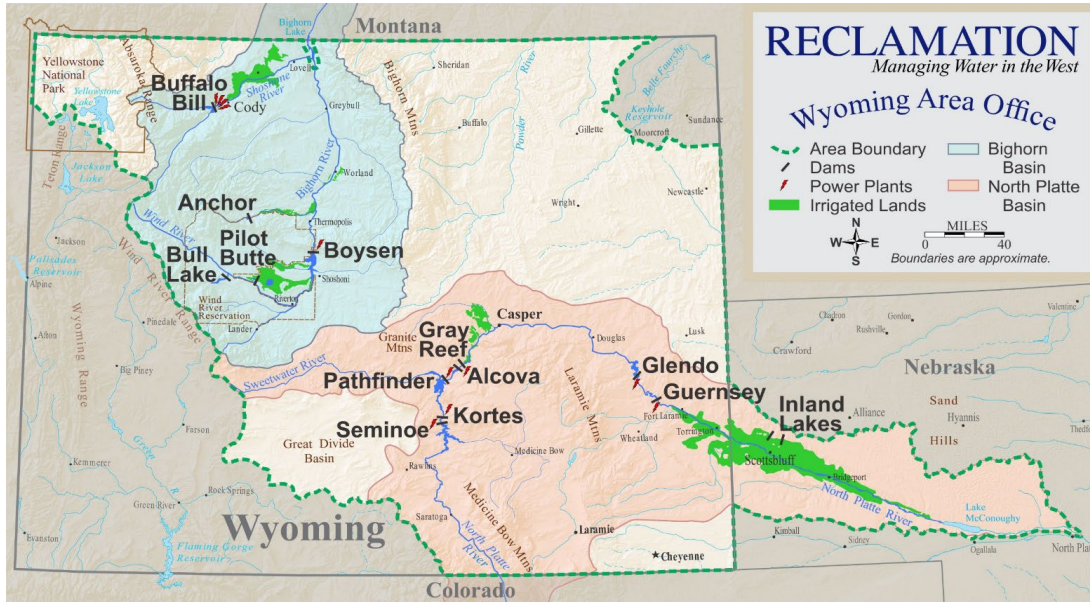 RECLAMATION
Managing Water in the West
Wyoming Area Office
Area Boundary
Dams
Power Plants
Irrigated Lands
Bighorn
Basin
North Platte
Basin
N
W E
S
MILES
0 40
Boundaries are approximate.
Montana
Bighorn
Lake
Yellowstone
National
Park
Yellowstone
Lake
Absaroka Range
Buffalo
Bill
Cody
Shoshone
River
Lovell
Greybull
Bighorn Mtns
Sheridan
Buffalo
Powder
River
Gillette
Belle Fourche
R.
Keyhole
Reservoir
Moorcroft
Sundance
Newcastle
Wright
Teton Range
Jackson
Lake
Bighorn River
Worland
Anchor
Thermopolis
Wind River
Pilot
Butte
Bull
Lake
Boysen
Shoshoni
Riverton
Wind
River
Reservation
Lander
Jackson
Palisades
Reservoir
Alpine
Wind River Range
Wyoming Range
Afton
Pinedale
Big Piney
Green R
Farson
Kemmerer
Rock Springs
Green River
Evanston
Flaming Gorge
Reservoir
Wyoming
Granite
Mtns
Sweetwater River
Gray
Reef
Casper
Pathfinder
Alcova
Kortes
Seminoe
Great Divide
Basin
Rawlins
Saratoga
Medicine Bow
Medicine Bow Mtns
North Platte
River
Laramie Mtns
Douglas
Lusk
Glendo
Guernsey
Fort Laramie
Wheatland
Torrington
Laramie
Cheyenne
Colorado
Inland
Lakes
Scottsbluff
Bridgeport
North Platte River
Alliance
Sand
Hills
Hyannis
Thedf
Lake
McConoughy
Ogallala
North Plat
Kimball
Sidney
Nebraska
Chadron
Gordon
Rushville
Crawford
Valentine